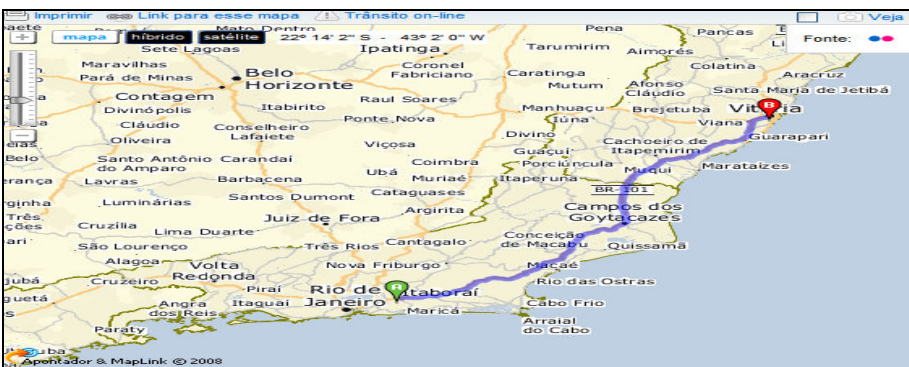 Imprimir Link para esse mapa Trânsito on-line Veja
mapa híbrido satélite 22º 14' 2" S - 43º 2' 0" W Fonte:
Mato Dentro Pena Pancas
Sete Lagoas Ipatinga Tarumirim Aimorés
Maravilhas Coronel Fabriciano Colatina
Pará de Minas Belo Horizonte Caratinga Afonso Cláudio Aracruz
Mutum Santa Maria de Jetibá
Contagem Itabirito Raul Soares Manhuaçu Brejetuba B
Divinópolis Ponte Nova Iúna Viana
Cláudio Conselheiro Lafaiete Divino Guarapari
Oliveira Viçosa Guaçuí Cachoeiro de Itapemirim
Belo Santo Antônio do Amparo Carandaí Coimbra Porciúncula Marataízes
Lavras Barbacena Ubá Muriaé Itaperuna Muqui
Luminárias Santos Dumont Cataguases BR-101
Três Argirita Campos dos Goytacazes
Cruzília Lima Duarte Juiz de Fora
São Lourenço Três Rios Cantagalo Conceição de Macabu Quissamã
Alagoa Volta Redonda Nova Friburgo Macaé
Cruzeiro Piraí Rio de Janeiro A Itaboraí Rio das Ostras
Angra dos Reis Itaguaí Maricá Cabo Frio
Paraty Arraial do Cabo
Apontador & MapLink © 2008